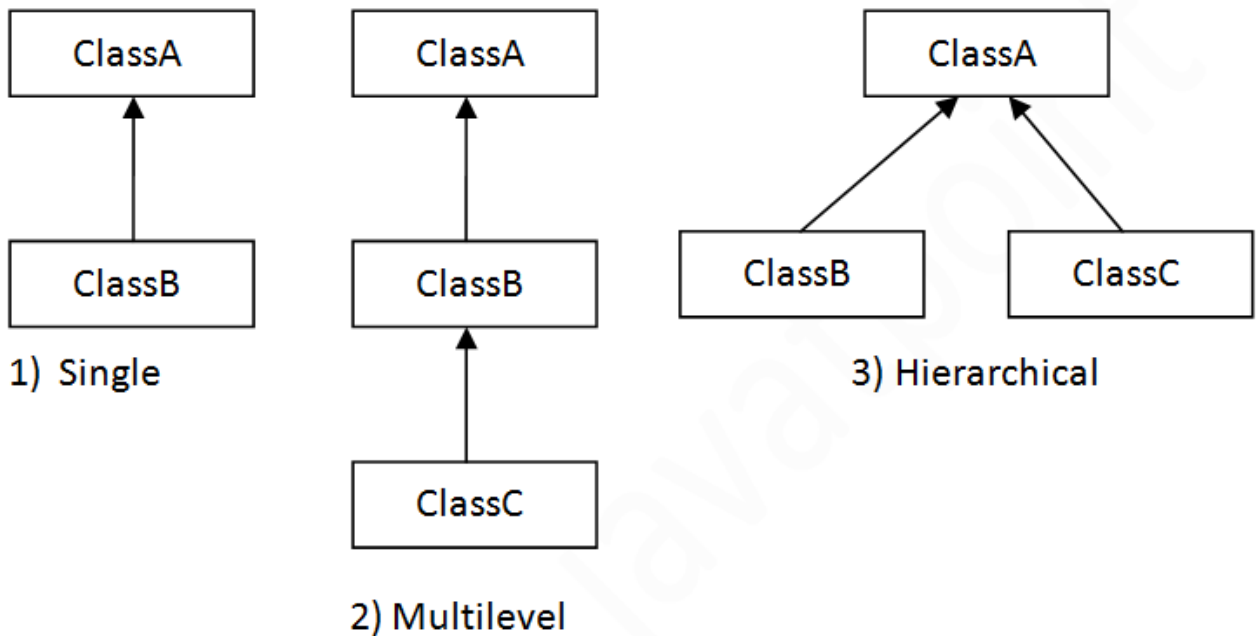 ClassA
ClassB
1) Single
ClassA
ClassB
ClassC
2) Multilevel
ClassA
ClassB
ClassC
3) Hierarchical